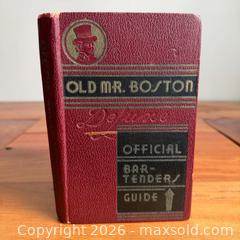 OLD MR. BOSTON
DeLuxe
OFFICIAL
BAR-
TENDERS
GUIDE
Copyright 2026 - maxsold.com